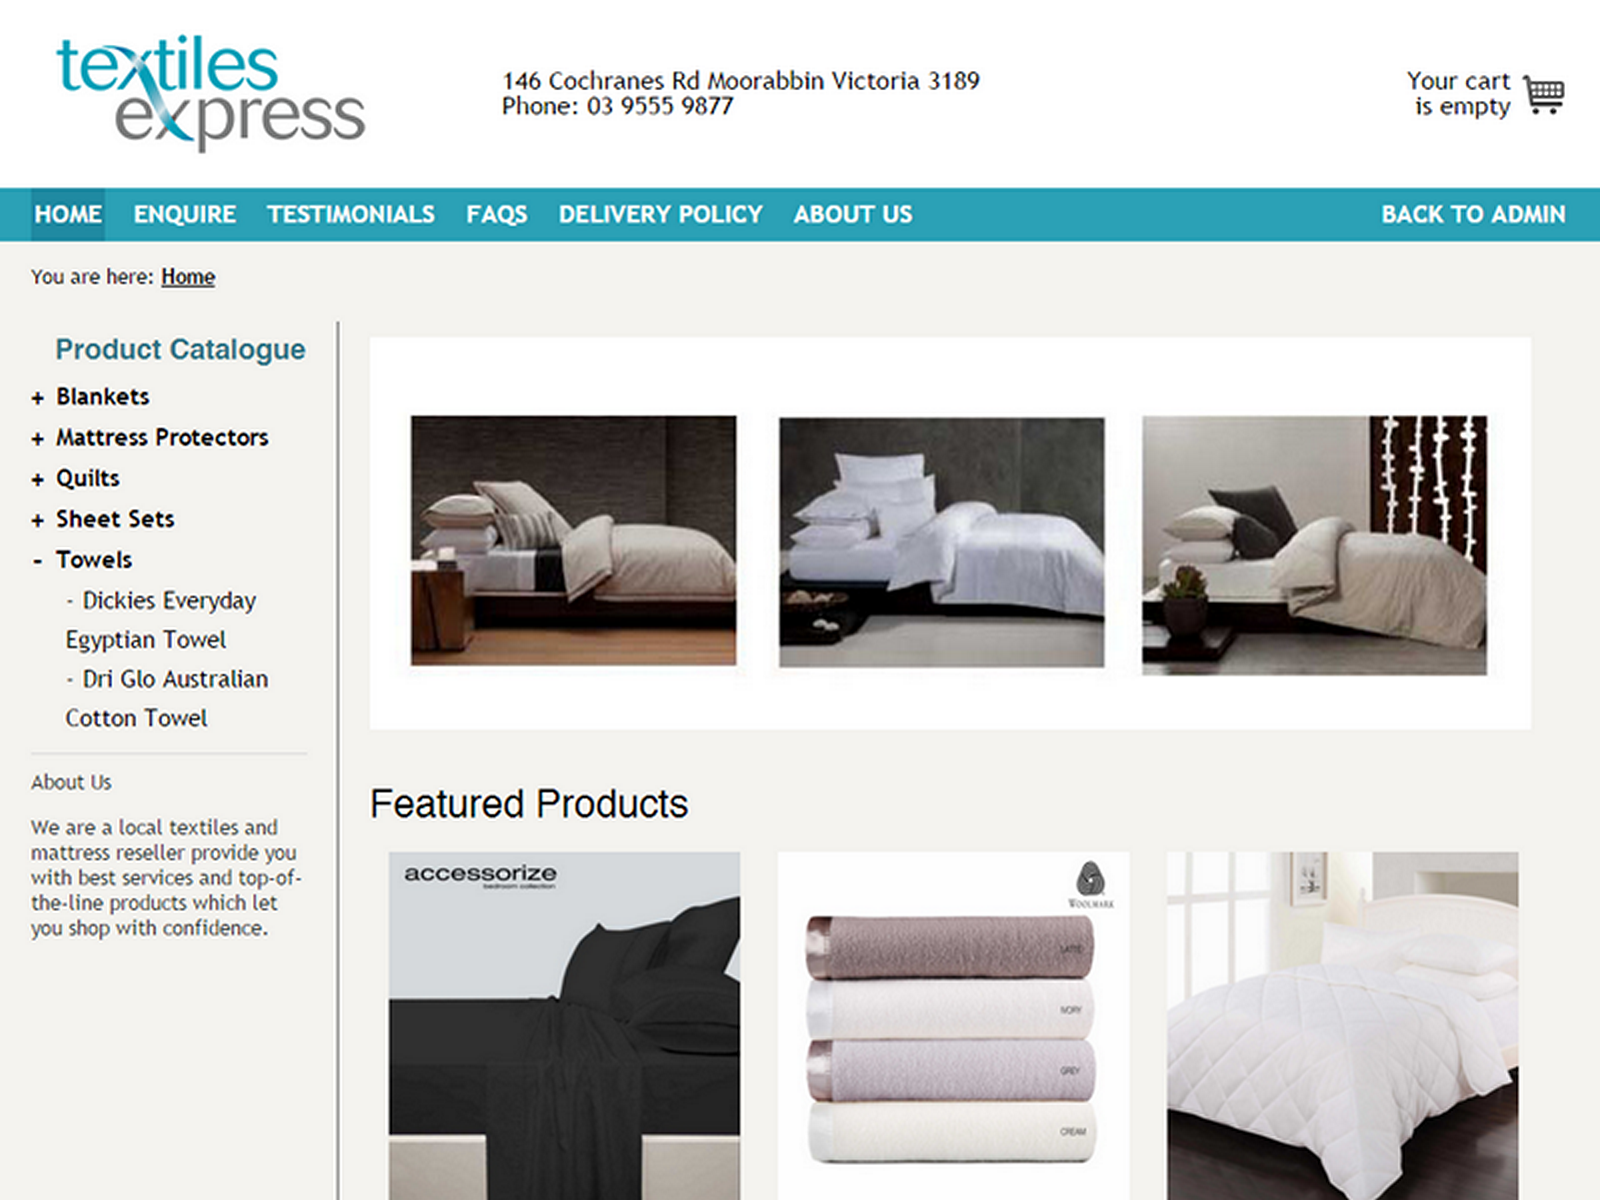 textiles
express
146 Cochranes Rd Moorabbin Victoria 3189
Phone: 03 9555 9877
Your cart
is empty
HOME ENQUIRE TESTIMONIALS FAQS DELIVERY POLICY ABOUT US BACK TO ADMIN
You are here: Home
Product Catalogue
+ Blankets
+ Mattress Protectors
+ Quilts
+ Sheet Sets
- Towels
- Dickies Everyday
Egyptian Towel
- Dri Glo Australian
Cotton Towel
About Us
We are a local textiles and
mattress reseller provide you
with best services and top-of-
the-line products which let
you shop with confidence.
Featured Products
accessorize
bedroom collection
WOOLMARK
IVORY
GREY
CREAM